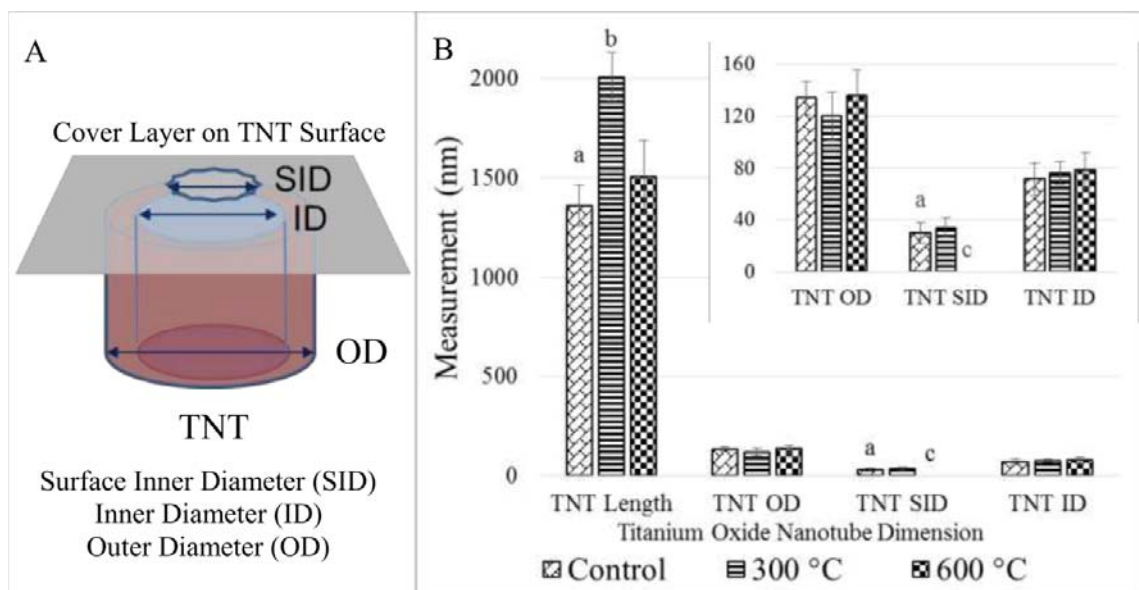 A
Cover Layer on TNT Surface
SID
ID
OD
TNT
Surface Inner Diameter (SID)
Inner Diameter (ID)
Outer Diameter (OD)
B
Measurement (nm)
2000
1500
1000
500
0
a
b
a
c
TNT Length
TNT OD
TNT SID
TNT ID
160
120
80
40
0
a
c
TNT OD
TNT SID
TNT ID
Titanium Oxide Nanotube Dimension
Control
300 °C
600 °C